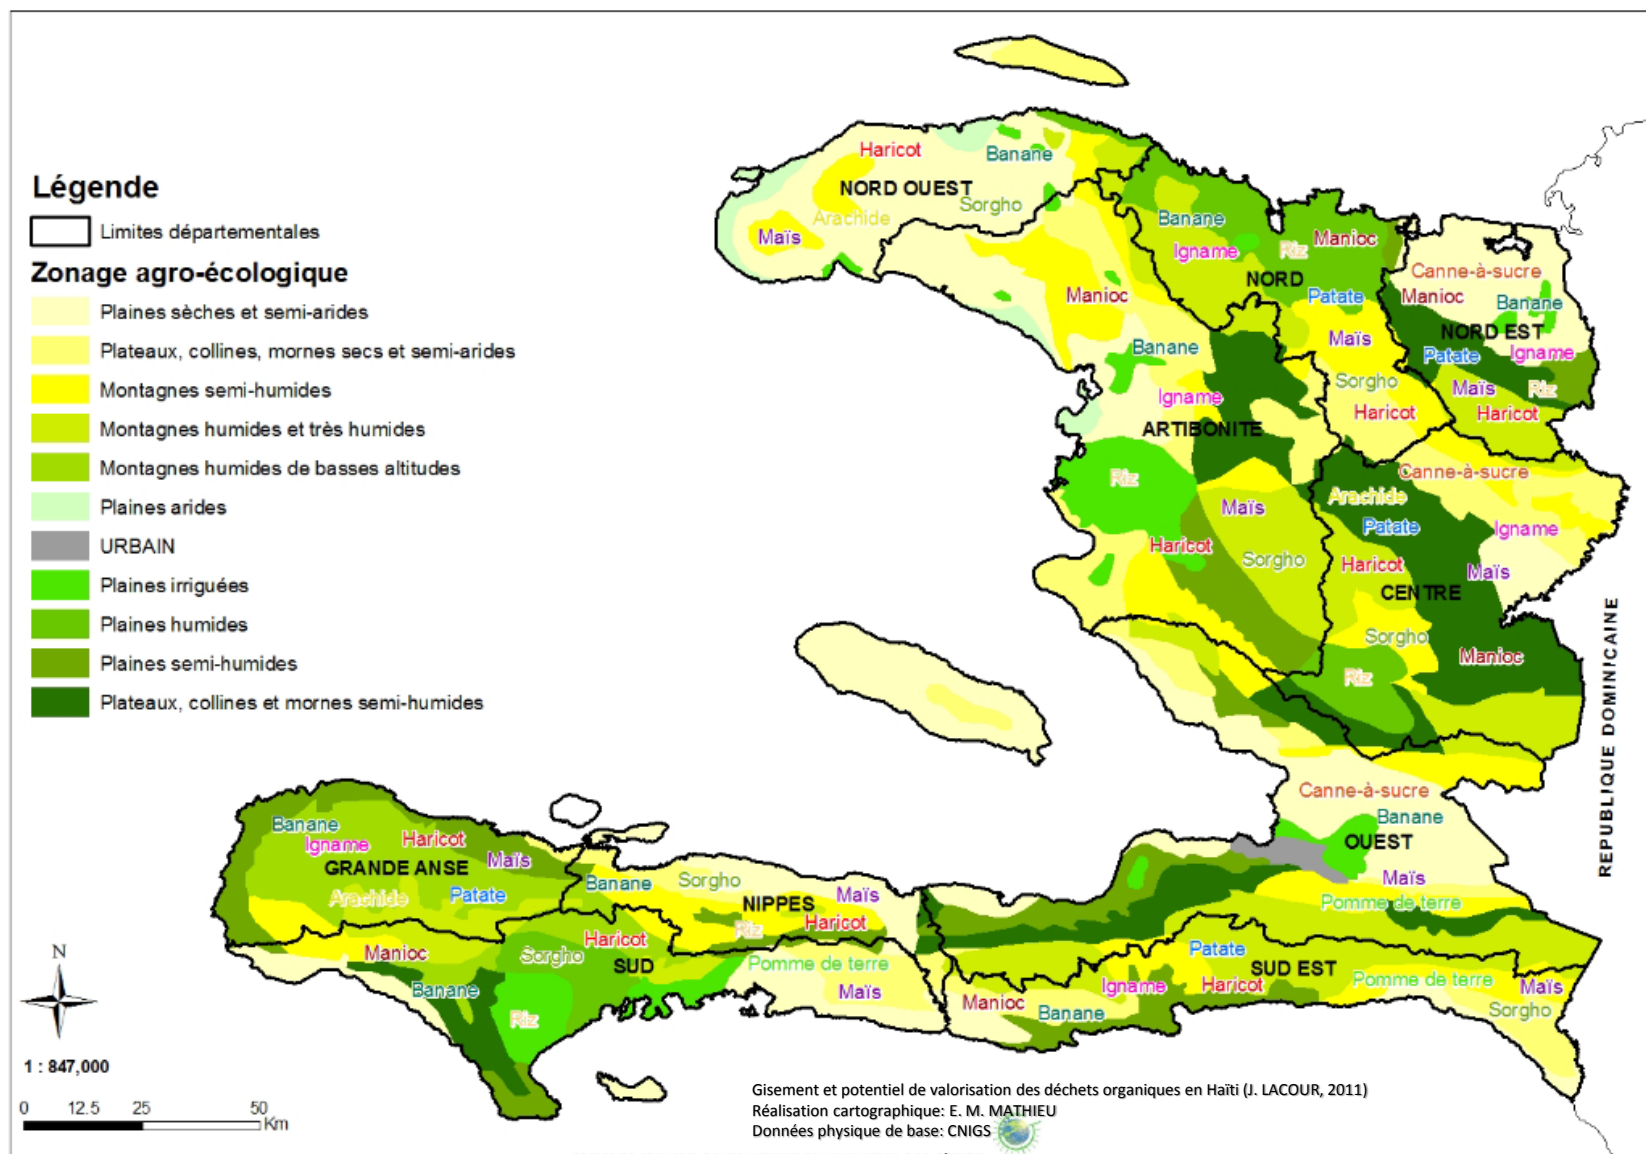 Légende
Limites départementales
Zonage agro-écologique
Plaines sèches et semi-arides
Plateaux, collines, mornes secs et semi-arides
Montagnes semi-humides
Montagnes humides et très humides
Montagnes humides de basses altitudes
Plaines arides
URBAIN
Plaines irriguées
Plaines humides
Plaines semi-humides
Plateaux, collines et mornes semi-humides
Haricot
Banane
NORD OUEST
Sorgho
Arachide
Maïs
Banane
Igname
Riz
Manioc
NORD
Patate
Maïs
Sorgho
Haricot
Canne-à-sucre
Manioc
Banane
NORD EST
Patate
Igname
Maïs
Riz
Haricot
Manioc
Banane
Igname
ARTIBONITE
Riz
Maïs
Haricot
Sorgho
Canne-à-sucre
Arachide
Patate
Igname
Haricot
Maïs
CENTRE
Sorgho
Manioc
Riz
REPUBLIQUE DOMINICAINE
Canne-à-sucre
Banane
OUEST
Maïs
Pomme de terre
Banane
Igname
Haricot
Maïs
GRANDE ANSE
Arachide
Patate
Banane
Sorgho
Maïs
NIPPES
Riz
Haricot
Manioc
Haricot
Sorgho
SUD
Pomme de terre
Banane
Maïs
Riz
Patate
Igname
Haricot
SUD EST
Pomme de terre
Maïs
Manioc
Banane
Sorgho
N
1 : 847,000
0 12.5 25 50
Km
Gisement et potentiel de valorisation des déchets organiques en Haïti (J. LACOUR, 2011)
Réalisation cartographique: E. M. MATHIEU
Données physique de base: CNIGS